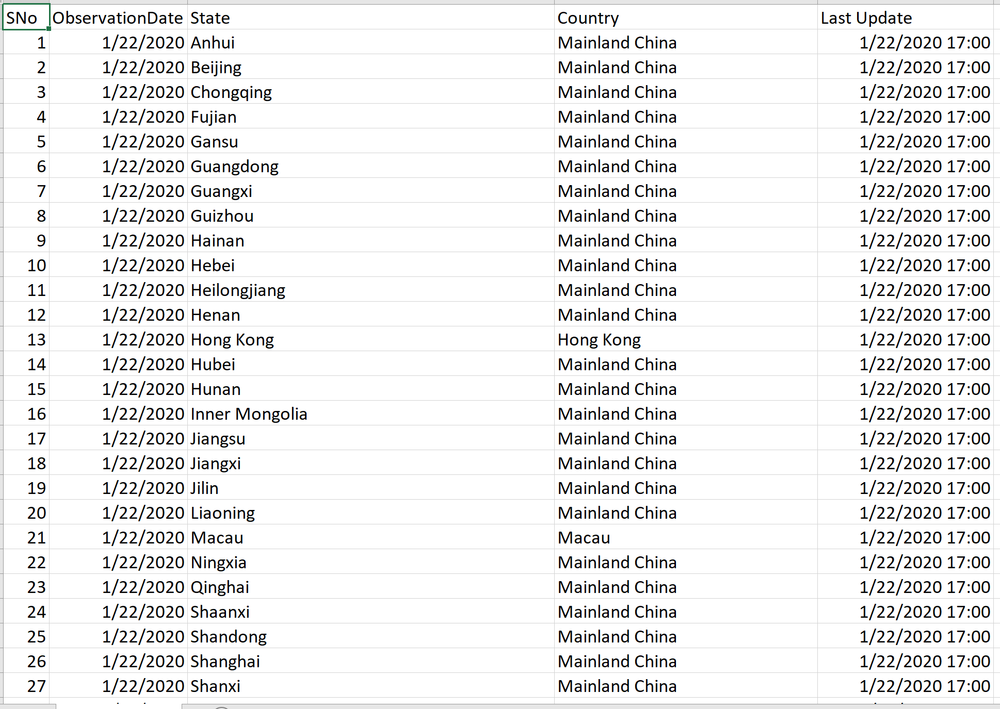 SNo ObservationDate State Country Last Update
1 1/22/2020 Anhui Mainland China 1/22/2020 17:00
2 1/22/2020 Beijing Mainland China 1/22/2020 17:00
3 1/22/2020 Chongqing Mainland China 1/22/2020 17:00
4 1/22/2020 Fujian Mainland China 1/22/2020 17:00
5 1/22/2020 Gansu Mainland China 1/22/2020 17:00
6 1/22/2020 Guangdong Mainland China 1/22/2020 17:00
7 1/22/2020 Guangxi Mainland China 1/22/2020 17:00
8 1/22/2020 Guizhou Mainland China 1/22/2020 17:00
9 1/22/2020 Hainan Mainland China 1/22/2020 17:00
10 1/22/2020 Hebei Mainland China 1/22/2020 17:00
11 1/22/2020 Heilongjiang Mainland China 1/22/2020 17:00
12 1/22/2020 Henan Mainland China 1/22/2020 17:00
13 1/22/2020 Hong Kong Hong Kong 1/22/2020 17:00
14 1/22/2020 Hubei Mainland China 1/22/2020 17:00
15 1/22/2020 Hunan Mainland China 1/22/2020 17:00
16 1/22/2020 Inner Mongolia Mainland China 1/22/2020 17:00
17 1/22/2020 Jiangsu Mainland China 1/22/2020 17:00
18 1/22/2020 Jiangxi Mainland China 1/22/2020 17:00
19 1/22/2020 Jilin Mainland China 1/22/2020 17:00
20 1/22/2020 Liaoning Mainland China 1/22/2020 17:00
21 1/22/2020 Macau Macau 1/22/2020 17:00
22 1/22/2020 Ningxia Mainland China 1/22/2020 17:00
23 1/22/2020 Qinghai Mainland China 1/22/2020 17:00
24 1/22/2020 Shaanxi Mainland China 1/22/2020 17:00
25 1/22/2020 Shandong Mainland China 1/22/2020 17:00
26 1/22/2020 Shanghai Mainland China 1/22/2020 17:00
27 1/22/2020 Shanxi Mainland China 1/22/2020 17:00